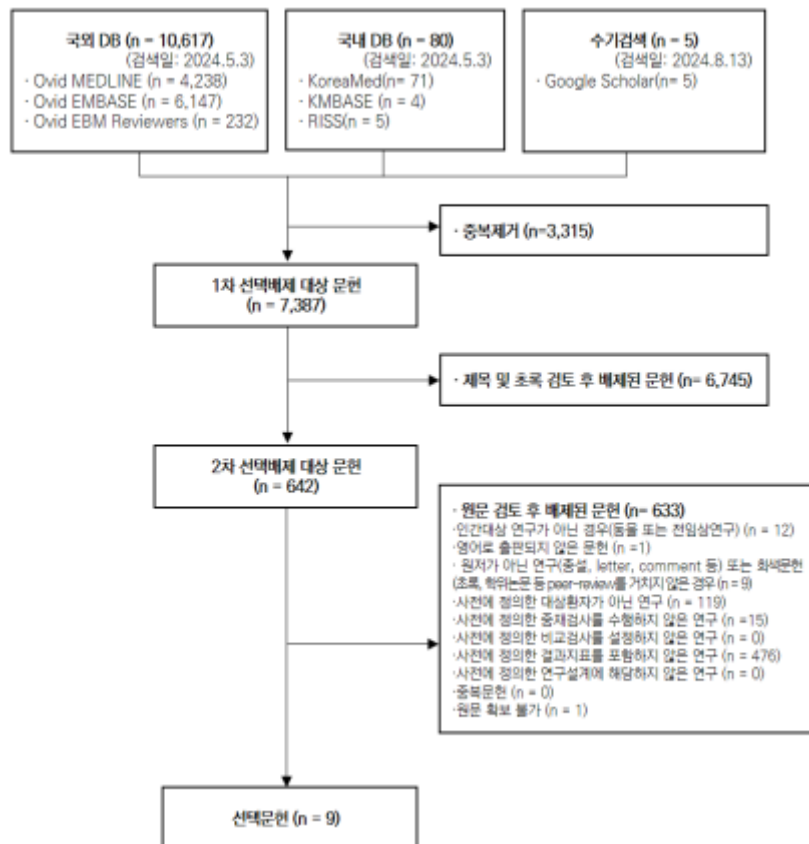 국외 DB (n = 10,617)
(검색일: 2024.5.3)
· Ovid MEDLINE (n = 4,238)
· Ovid EMBASE (n = 6,147)
· Ovid EBM Reviewers (n = 232)
국내 DB (n = 80)
(검색일: 2024.5.3)
· KoreaMed(n= 71)
· KMBASE (n = 4)
· RISS(n = 5)
수기검색 (n = 5)
(검색일: 2024.8.13)
· Google Scholar(n= 5)
· 중복제거 (n=3,315)
1차 선택배제 대상 문헌
(n = 7,387)
· 제목 및 초록 검토 후 배제된 문헌 (n= 6,745)
2차 선택배제 대상 문헌
(n = 642)
· 원문 검토 후 배제된 문헌 (n= 633)
·인간대상 연구가 아닌 경우(동물 또는 전임상연구) (n = 12)
·영어로 출판되지 않은 문헌 (n =1)
· 원저가 아닌 연구(종설, letter, comment 등) 또는 회색문헌
(초록, 학위논문 등 peer-review를 거치지 않은 경우 (n = 9)
·사전에 정의한 대상환자가 아닌 연구 (n = 119)
·사전에 정의한 중재검사를 수행하지 않은 연구 (n =15)
·사전에 정의한 비교검사를 설정하지 않은 연구 (n = 0)
·사전에 정의한 결과지표를 포함하지 않은 연구 (n = 476)
·사전에 정의한 연구설계에 해당하지 않은 연구 (n = 0)
·중복문헌 (n = 0)
·원문 확보 불가 (n = 1)
선택문헌 (n = 9)